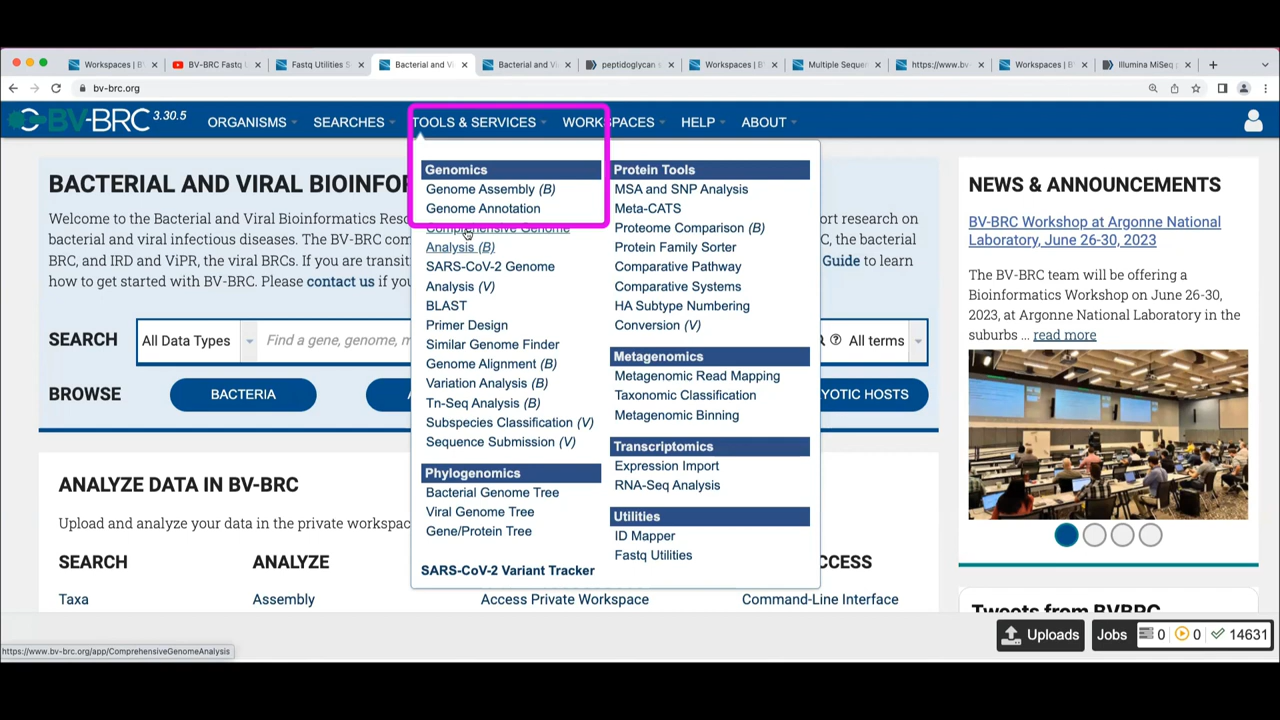 Workspaces | B
BV-BRC Fastq U
Fastq Utilities S
Bacterial and Vi
Bacterial and Vi
peptidoglycan s
Workspaces | B
Multiple Sequen
https://www.bv-
Workspaces | B
Illumina MiSeq p
bv-brc.org
BV-BRC 3.30.5
ORGANISMS
SEARCHES
TOOLS & SERVICES
WORKSPACES
HELP
ABOUT
BACTERIAL AND VIRAL BIOINFOR
Welcome to the Bacterial and Viral Bioinformatics Reso
bacterial and viral infectious diseases. The BV-BRC com
BRC, and IRD and ViPR, the viral BRCs. If you are transiti
how to get started with BV-BRC. Please contact us if you
ort research on
AC, the bacterial
Guide to learn
SEARCH
All Data Types
Find a gene, genome, m
All terms
BROWSE
BACTERIA
YOTIC HOSTS
ANALYZE DATA IN BV-BRC
Upload and analyze your data in the private workspac
SEARCH
ANALYZE
CCESS
Taxa
Assembly
Access Private Workspace
Command-Line Interface
Genomics
Genome Assembly (B)
Genome Annotation
Comprehensive Genome
Analysis (B)
SARS-CoV-2 Genome
Analysis (V)
BLAST
Primer Design
Similar Genome Finder
Genome Alignment (B)
Variation Analysis (B)
Tn-Seq Analysis (B)
Subspecies Classification (V)
Sequence Submission (V)
Phylogenomics
Bacterial Genome Tree
Viral Genome Tree
Gene/Protein Tree
SARS-CoV-2 Variant Tracker
Protein Tools
MSA and SNP Analysis
Meta-CATS
Proteome Comparison (B)
Protein Family Sorter
Comparative Pathway
Comparative Systems
HA Subtype Numbering
Conversion (V)
Metagenomics
Metagenomic Read Mapping
Taxonomic Classification
Metagenomic Binning
Transcriptomics
Expression Import
RNA-Seq Analysis
Utilities
ID Mapper
Fastq Utilities
NEWS & ANNOUNCEMENTS
BV-BRC Workshop at Argonne National
Laboratory, June 26-30, 2023
The BV-BRC team will be offering a
Bioinformatics Workshop on June 26-30,
2023, at Argonne National Laboratory in the
suburbs ... read more
Tweets from BVBRC
https://www.bv-brc.org/app/ComprehensiveGenomeAnalysis
Uploads
Jobs
0
0
14631